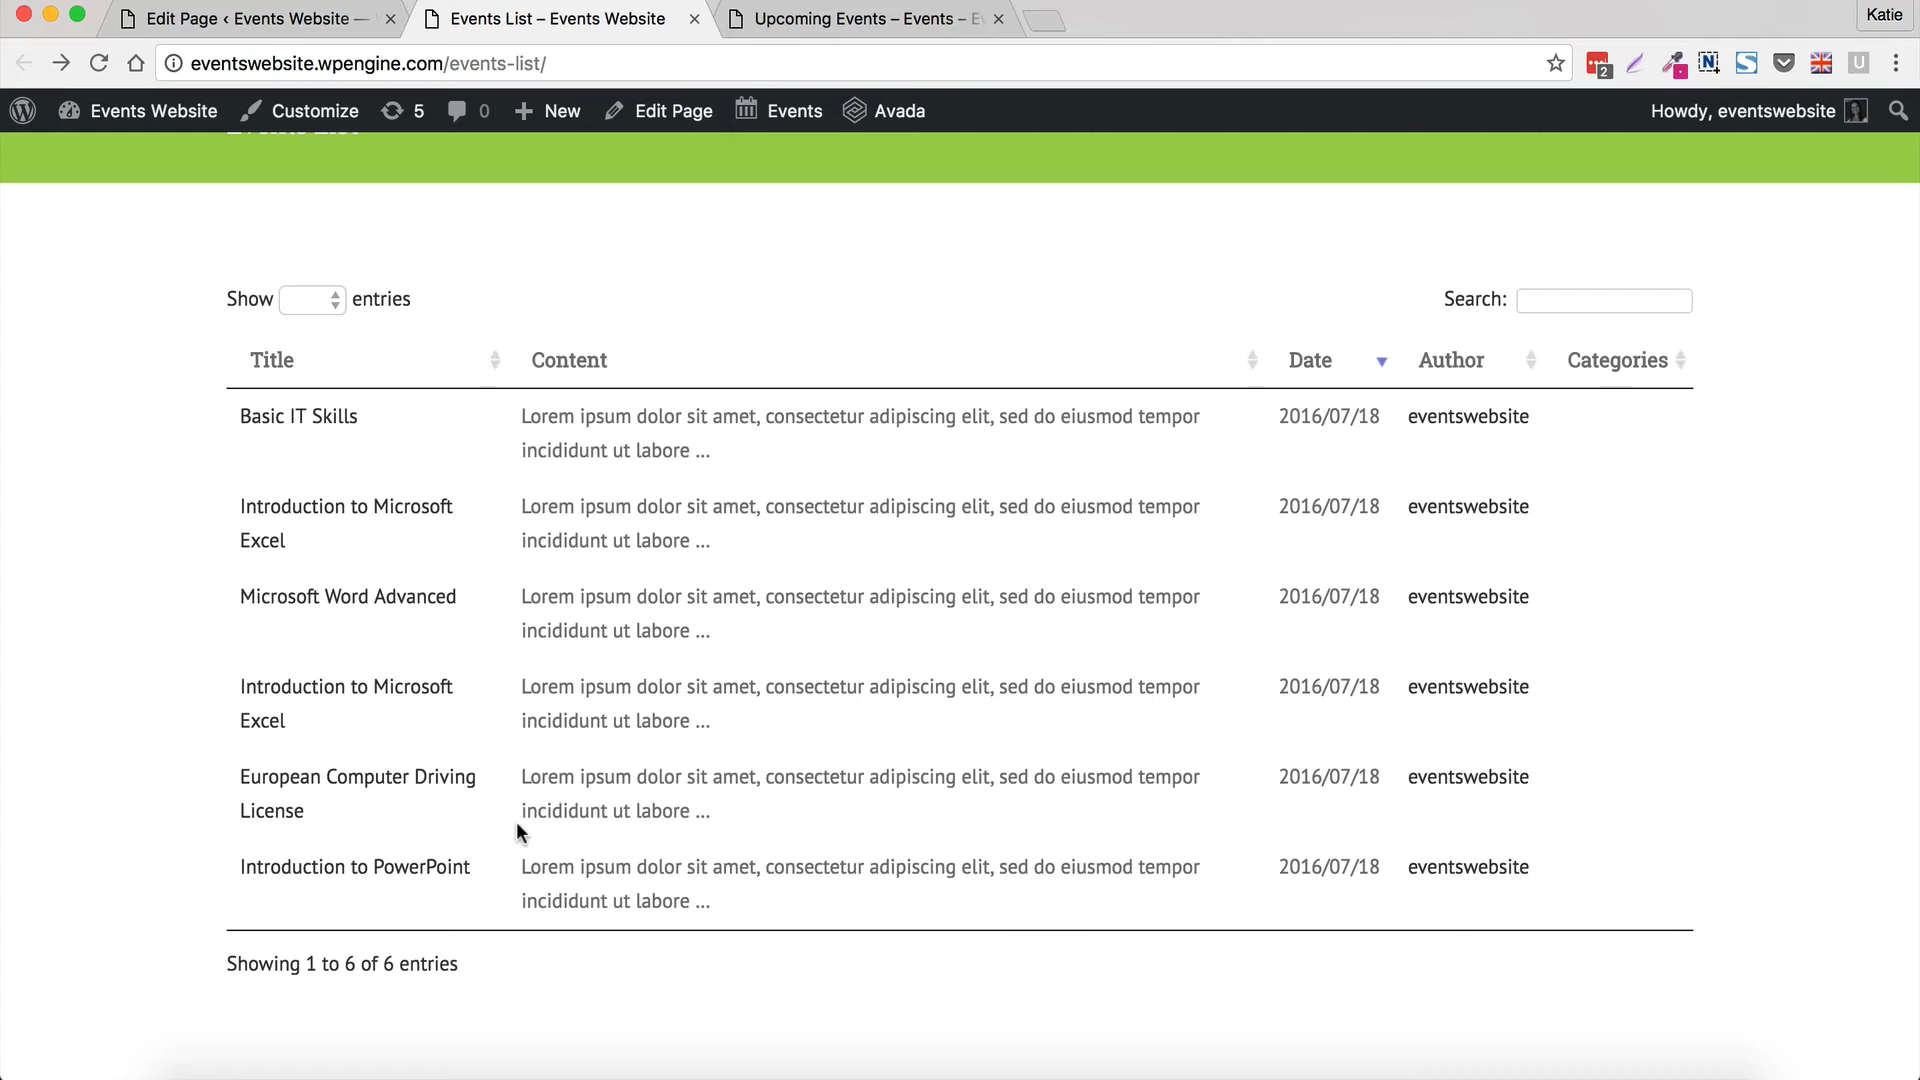 Edit Page ‹ Events Website —
Events List – Events Website
Upcoming Events – Events –
Katie
eventswebsite.wpengine.com/events-list/
2
N
S
U
Events Website
Customize
5
0
New
Edit Page
Events
Avada
Howdy, eventswebsite
Events List
Show entries
Search:
Title Content Date Author Categories
Basic IT Skills
Lorem ipsum dolor sit amet, consectetur adipiscing elit, sed do eiusmod tempor
incididunt ut labore ...
2016/07/18
eventswebsite
Introduction to Microsoft
Excel
Lorem ipsum dolor sit amet, consectetur adipiscing elit, sed do eiusmod tempor
incididunt ut labore ...
2016/07/18
eventswebsite
Microsoft Word Advanced
Lorem ipsum dolor sit amet, consectetur adipiscing elit, sed do eiusmod tempor
incididunt ut labore ...
2016/07/18
eventswebsite
Introduction to Microsoft
Excel
Lorem ipsum dolor sit amet, consectetur adipiscing elit, sed do eiusmod tempor
incididunt ut labore ...
2016/07/18
eventswebsite
European Computer Driving
License
Lorem ipsum dolor sit amet, consectetur adipiscing elit, sed do eiusmod tempor
incididunt ut labore ...
2016/07/18
eventswebsite
Introduction to PowerPoint
Lorem ipsum dolor sit amet, consectetur adipiscing elit, sed do eiusmod tempor
incididunt ut labore ...
2016/07/18
eventswebsite
Showing 1 to 6 of 6 entries